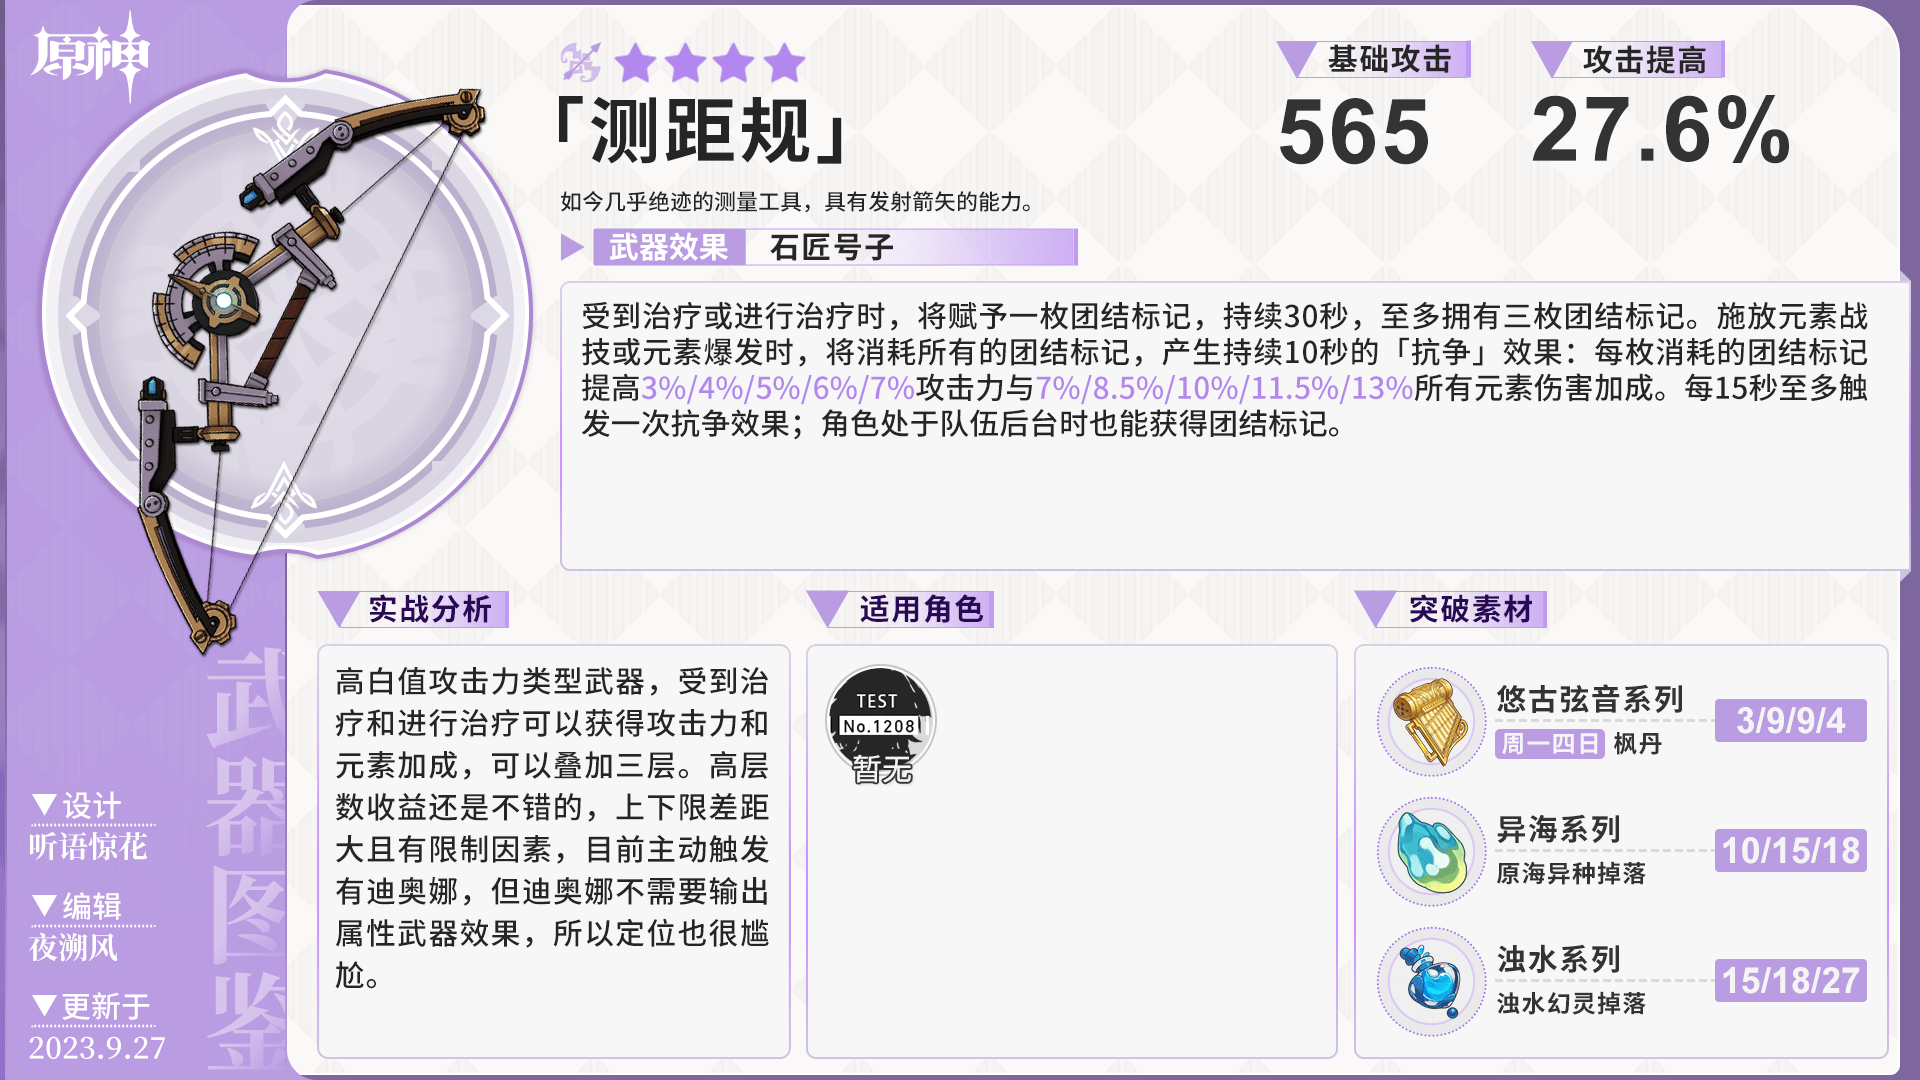 原神
「测距规」
如今几乎绝迹的测量工具，具有发射箭矢的能力。
基础攻击
565
攻击提高
27.6%
武器效果 石匠号子
受到治疗或进行治疗时，将赋予一枚团结标记，持续30秒，至多拥有三枚团结标记。施放元素战
技或元素爆发时，将消耗所有的团结标记，产生持续10秒的「抗争」效果：每枚消耗的团结标记
提高3%/4%/5%/6%/7%攻击力与7%/8.5%/10%/11.5%/13%所有元素伤害加成。每15秒至多触
发一次抗争效果；角色处于队伍后台时也能获得团结标记。
实战分析
高白值攻击力类型武器，受到治
疗和进行治疗可以获得攻击力和
元素加成，可以叠加三层。高层
数收益还是不错的，上下限差距
大且有限制因素，目前主动触发
有迪奥娜，但迪奥娜不需要输出
属性武器效果，所以定位也很尴
尬。
适用角色
TEST
No.1208
暂无
突破素材
悠古弦音系列
周一四日 枫丹
3/9/9/4
异海系列
原海异种掉落
10/15/18
浊水系列
浊水幻灵掉落
15/18/27
武器图鉴
▼设计
听语惊花
▼编辑
夜溯风
▼更新于
2023.9.27